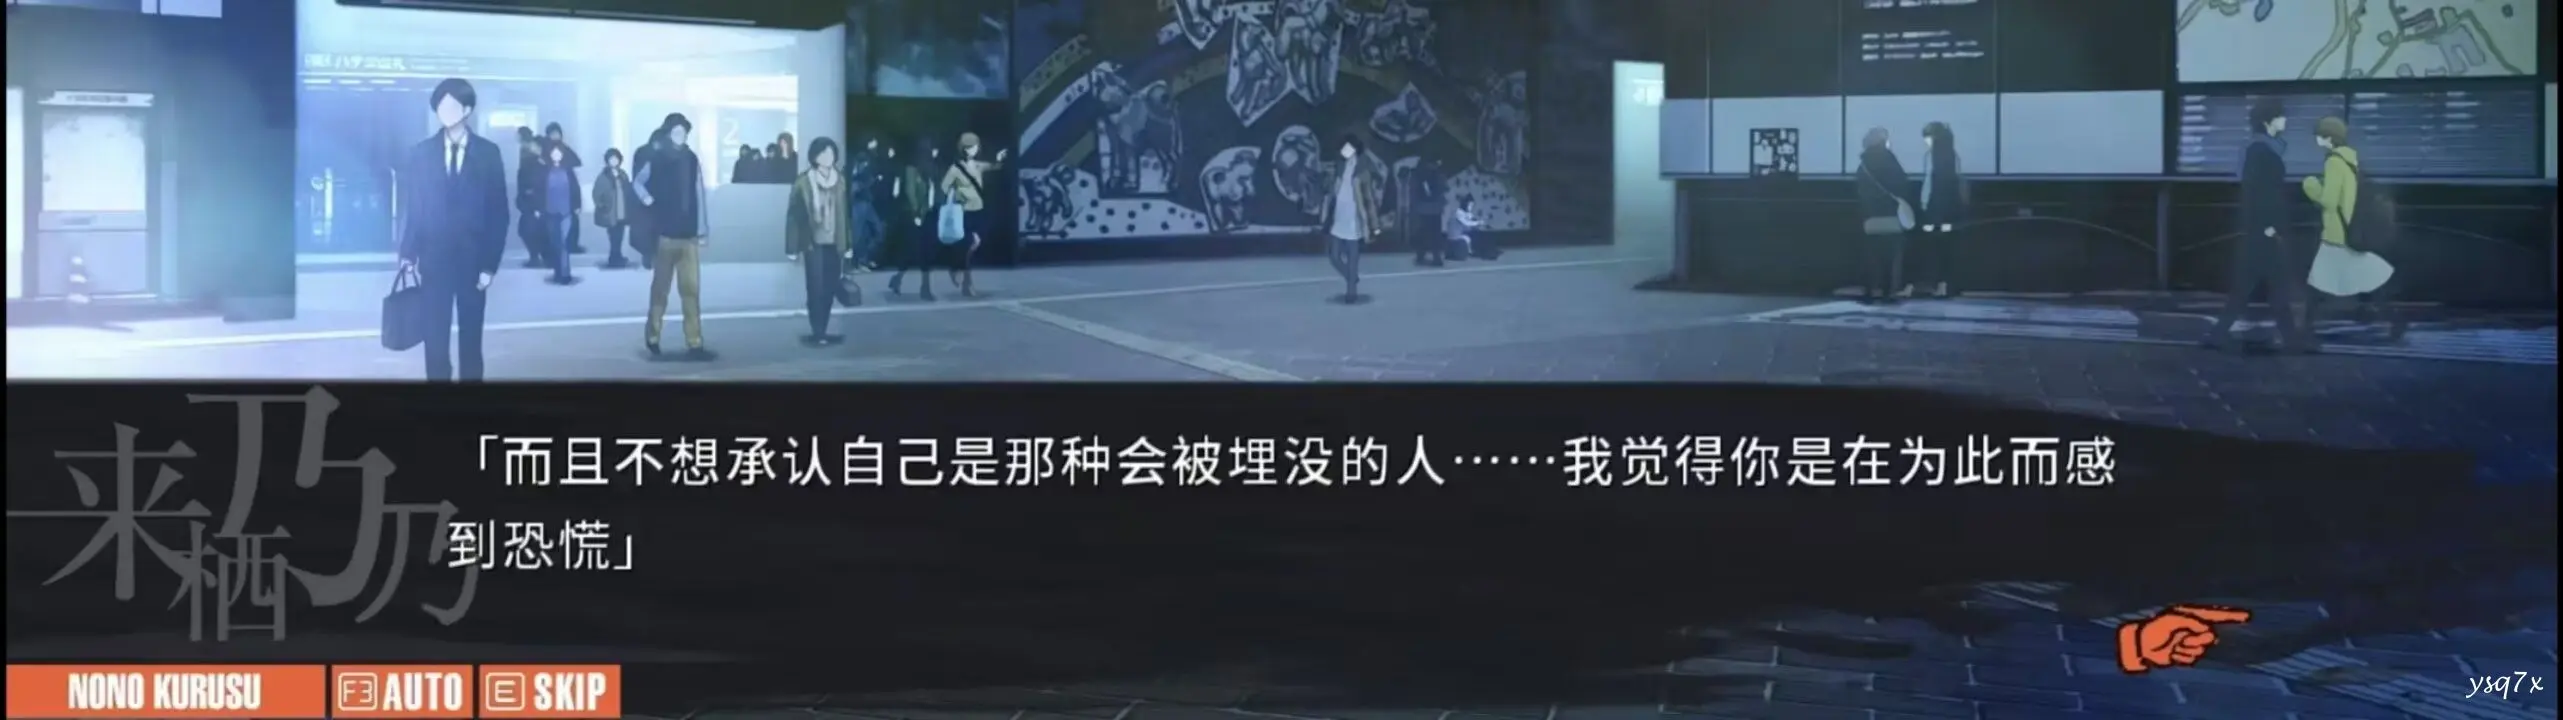 2
「而且不想承认自己是那种会被埋没的人……我觉得你是在为此而感
到恐慌」
来栖乃乃
NONO KURUSU
F3 AUTO
E SKIP
ysq7x